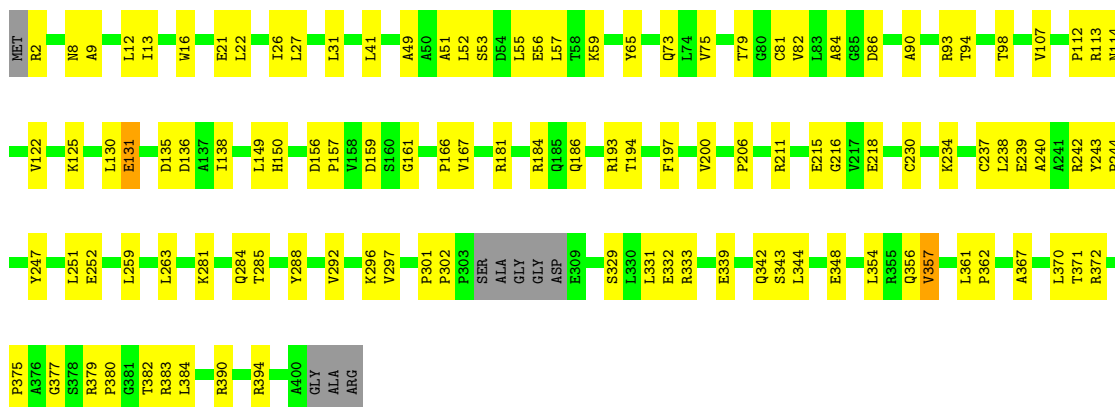 MET R2 N8 A9 L12 I13 W16 E21 L22 I26 L27 L31 L41 A49 A50 A51 L52 S53 D54 L55 E56 L57 T58 K59 Y65 Q73 L74 V75 T79 G80 C81 V82 L83 A84 G85 D86 A90 R93 T94 T98 V107 P112 R113
V122 K125 L130 E131 D135 D136 A137 I138 L149 H150 D156 P157 V158 D159 S160 G161 P166 V167 R181 R184 Q185 Q186 R193 T194 F197 V200 P206 R211 E215 G216 V217 E218 C230 K234 C237 L238 E239 A240 A241 R242 Y243
Y247 L251 E252 L259 L263 K281 Q284 T285 Y288 V292 K296 V297 P301 P302 P303 SER ALA GLY GLY ASP E309 S329 L330 L331 E332 R333 E339 Q342 S343 L344 E348 L354 R355 Q356 V357 L361 P362 A367 L370 T371 R372
P375 A376 G377 S378 R379 P380 G381 T382 R383 L384 R390 R394 A400 GLY ALA ARG